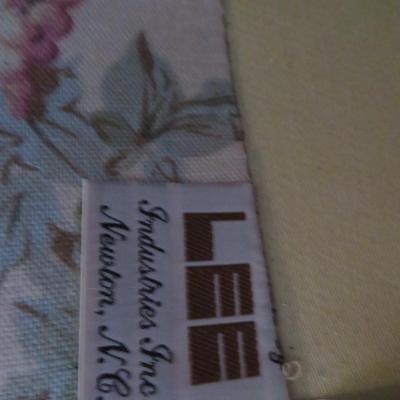 LEE
Industries Inc
Newton, N.C.